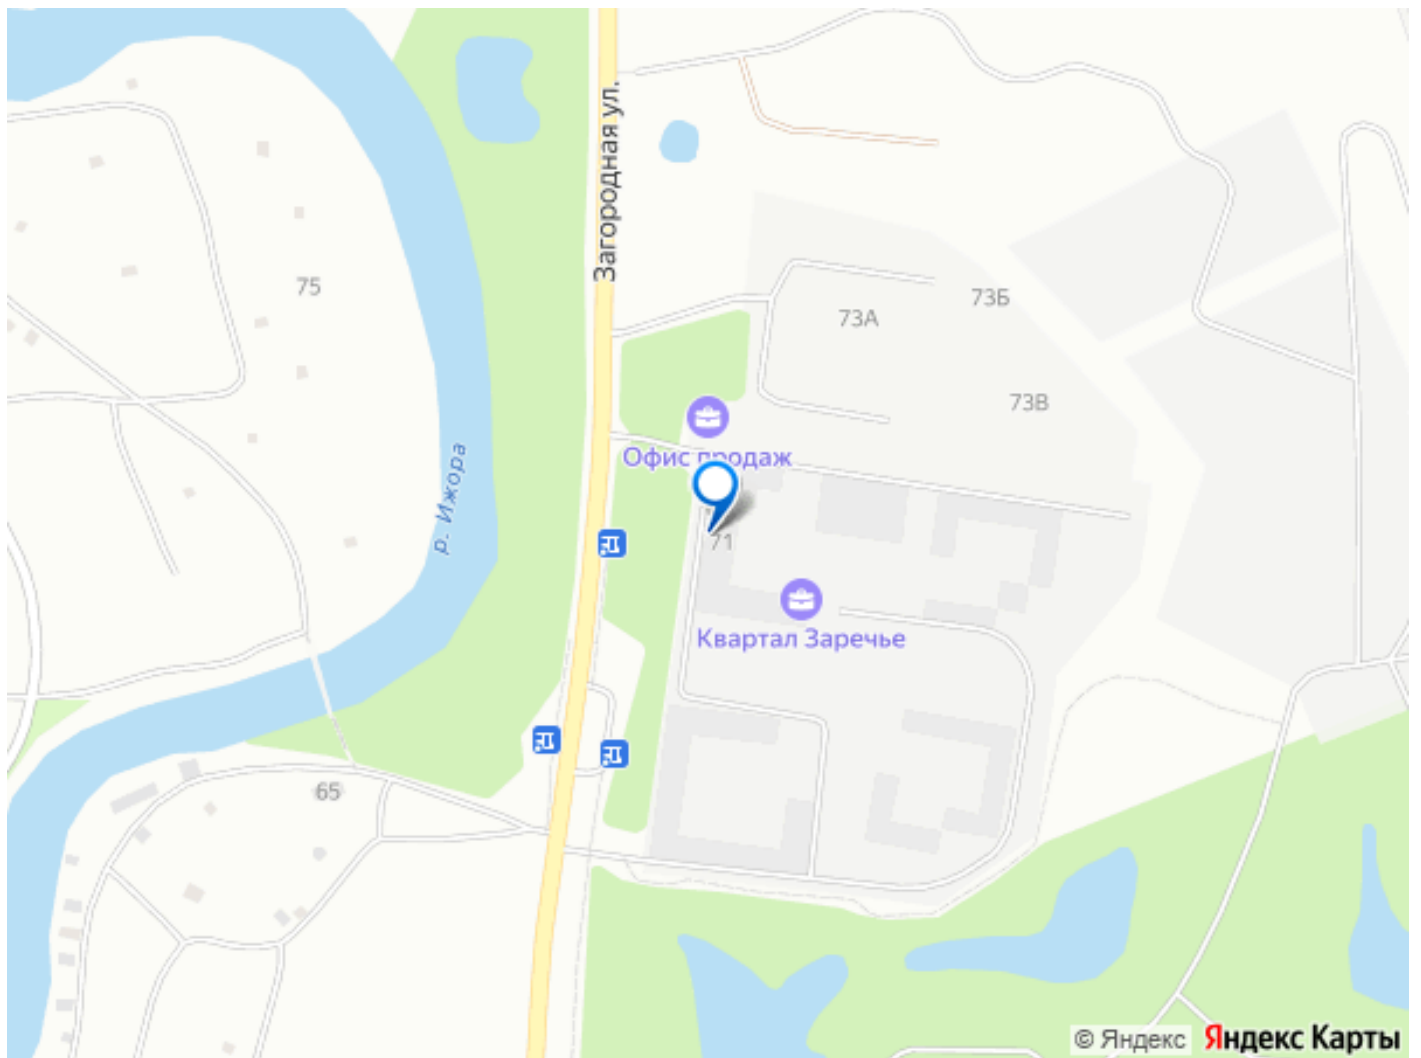 Загородная ул.
75
73Б
73А
73В
Офис продаж
р. Ижора
71
Квартал Заречье
65
© Яндекс Яндекс Карты